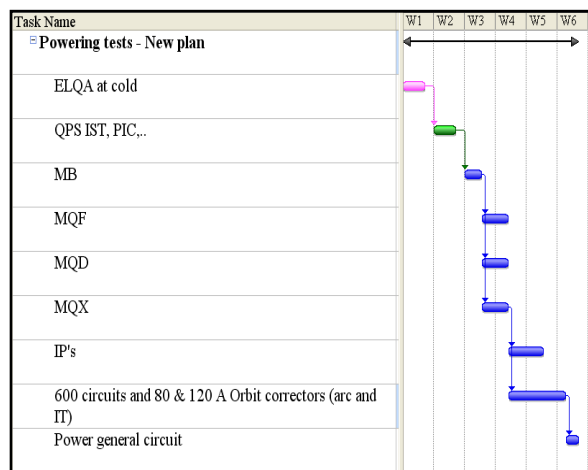 Task Name W1 W2 W3 W4 W5 W6
Powering tests - New plan
ELQA at cold
QPS IST, PIC,..
MB
MQF
MQD
MQX
IP's
600 circuits and 80 & 120 A Orbit correctors (arc and
IT)
Power general circuit